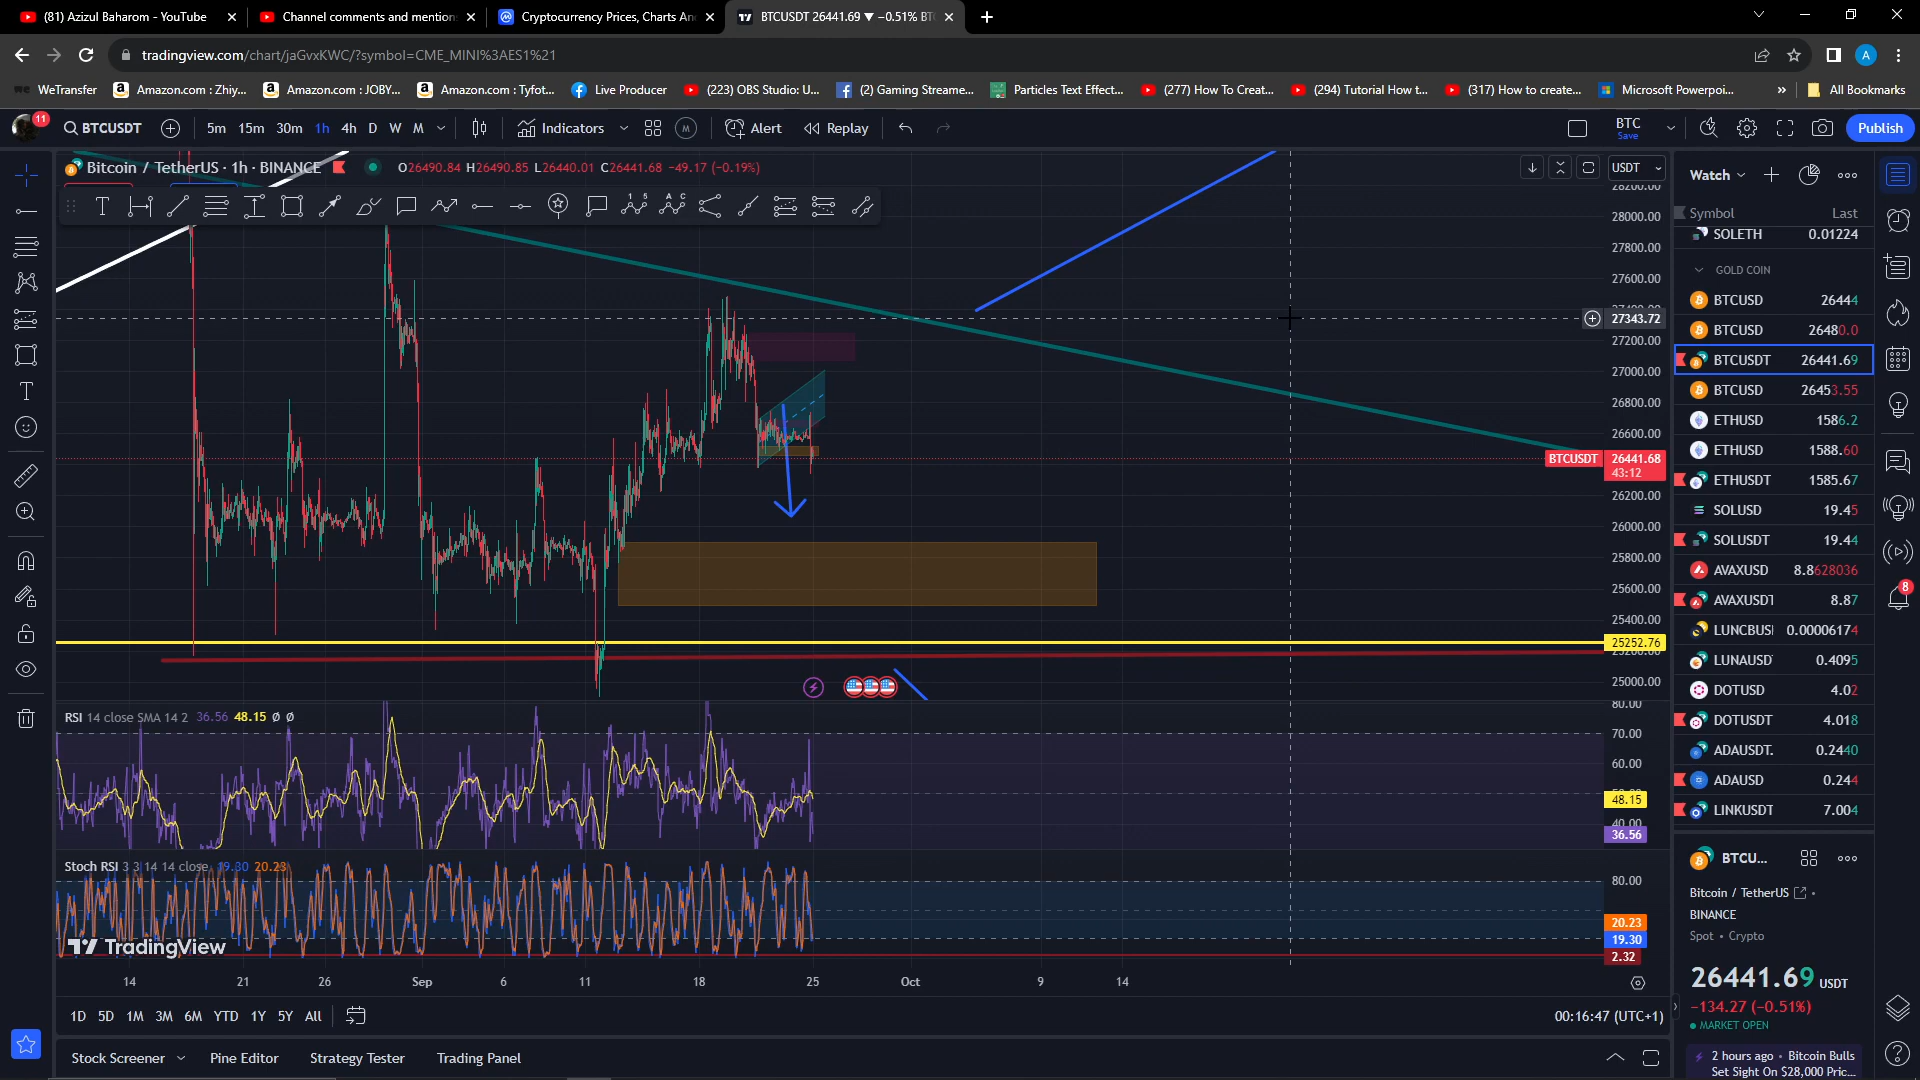 (81) Azizul Baharom - YouTube
Channel comments and mention
Cryptocurrency Prices, Charts An
BTCUSDT 26441.69 ▼ −0.51% BT
tradingview.com/chart/jaGvxKWC/?symbol=CME_MINI%3AES1%21
A
WeTransfer
Amazon.com : Zhiy...
Amazon.com : JOBY...
Amazon.com : Tyfot...
Live Producer
(223) OBS Studio: U...
(2) Gaming Streame...
Particles Text Effect...
(277) How To Creat...
(294) Tutorial How t...
(317) How to create...
Microsoft Powerpoi...
» All Bookmarks
11
BTCUSDT
5m 15m 30m 1h 4h D W M
Indicators
M
Alert
Replay
BTC
Save
Publish
Bitcoin / TetherUS · 1h · BINANCE
O26490.84 H26490.85 L26440.01 C26441.68 −49.17 (−0.19%)
USDT
28200.00
28000.00
27800.00
27600.00
27400.00
27343.72
27200.00
27000.00
26800.00
26600.00
BTCUSDT 26441.68
43:12
26200.00
26000.00
25800.00
25600.00
25400.00
25252.76
25200.00
25000.00
RSI 14 close SMA 14 2 36.56 48.15 Ø Ø
80.00
70.00
60.00
48.15
40.00
36.56
Stoch RSI 3 3 14 14 close 19.30 20.23
80.00
20.23
19.30
2.32
TradingView
14 21 26 Sep 6 11 18 25 Oct 9 14
1D 5D 1M 3M 6M YTD 1Y 5Y All
00:16:47 (UTC+1)
Stock Screener
Pine Editor
Strategy Tester
Trading Panel
Watch
Symbol Last
SOLETH 0.01224
GOLD COIN
BTCUSD 26444
BTCUSD 26480.0
BTCUSDT 26441.69
BTCUSD 26453.55
ETHUSD 1586.2
ETHUSD 1588.60
ETHUSDT 1585.67
SOLUSD 19.45
SOLUSDT 19.44
AVAXUSD 8.8628036
AVAXUSDT 8.87
LUNCBUSI 0.00006174
LUNAUSD 0.4095
DOTUSD 4.02
DOTUSDT 4.018
ADAUSDT. 0.2440
ADAUSD 0.244
LINKUSDT 7.004
8
BTCU...
Bitcoin / TetherUS
BINANCE
Spot • Crypto
26441.69 USDT
−134.27 (−0.51%)
MARKET OPEN
2 hours ago • Bitcoin Bulls
Set Sight On $28,000 Pric...